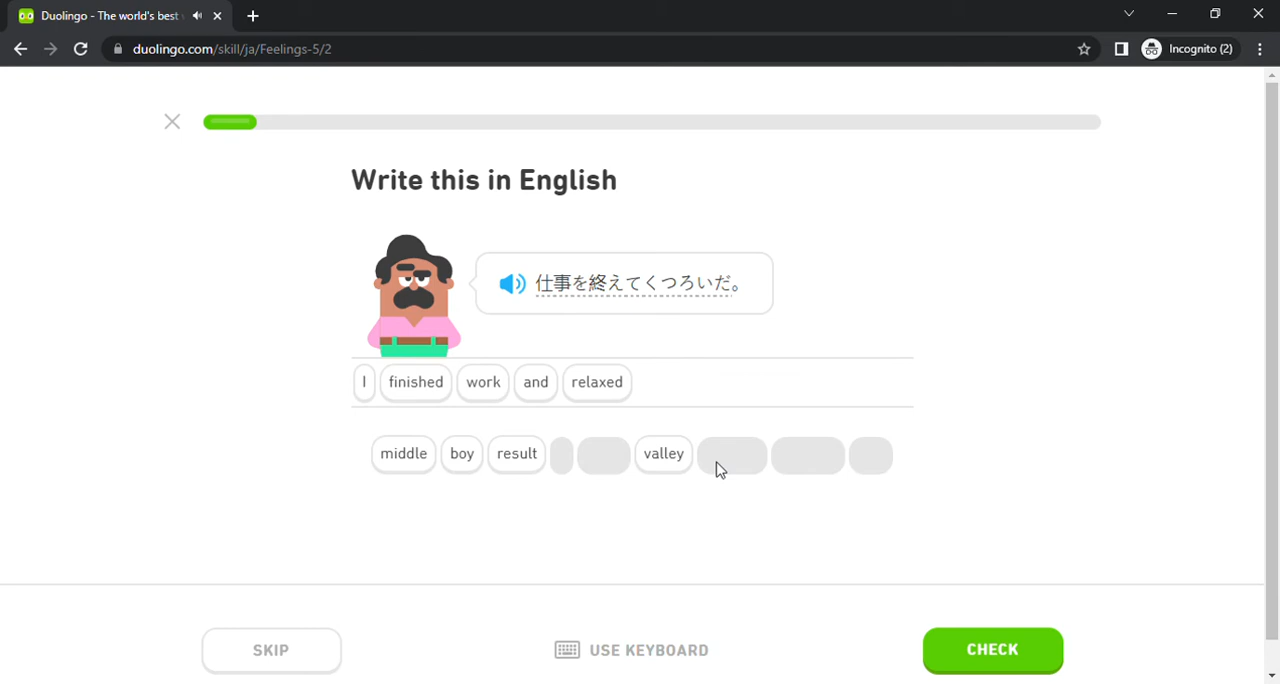 Duolingo - The world's best
duolingo.com/skill/ja/Feelings-5/2
Incognito (2)
Write this in English
仕事を終えてくつろいだ。
I finished work and relaxed
middle boy result valley
SKIP
USE KEYBOARD
CHECK